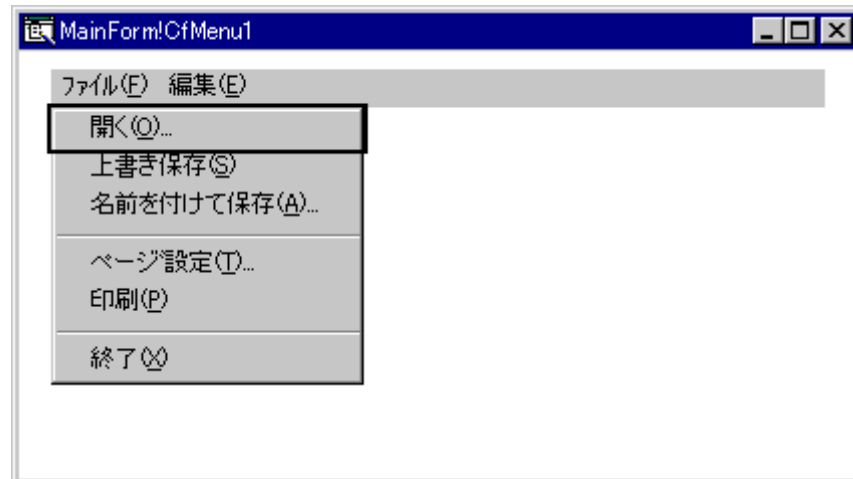 MainForm!CfMenu1
ファイル(F) 編集(E)
開く(O)...
上書き保存(S)
名前を付けて保存(A)...
ページ設定(T)...
印刷(P)
終了(X)